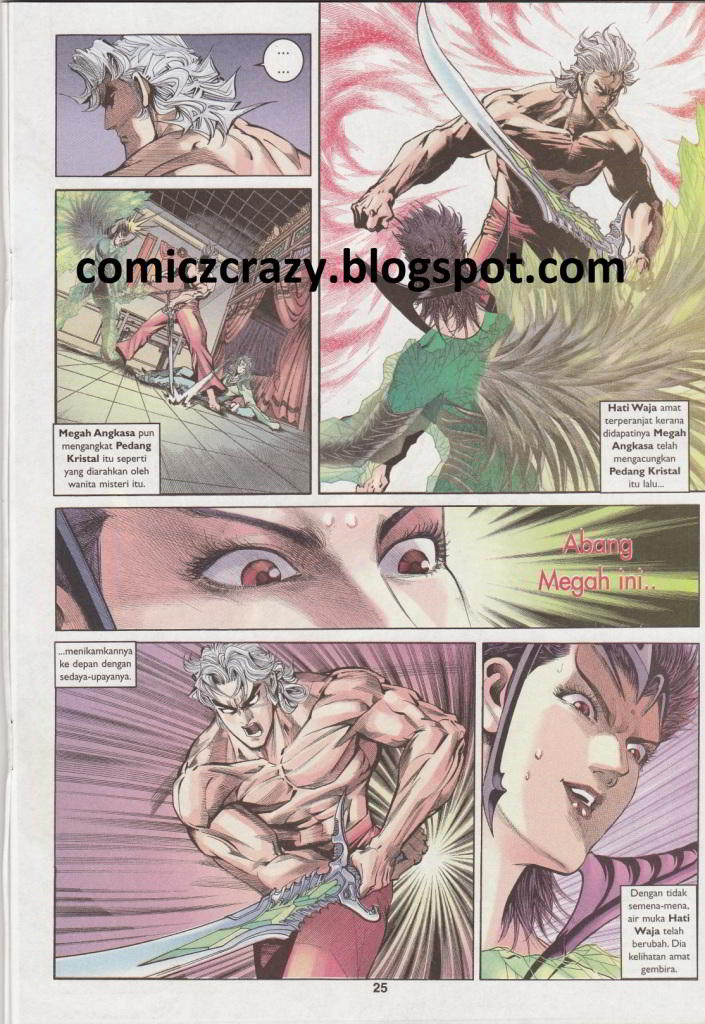 ...
...
comiczcrazy.blogspot.com
Megah Angkasa pun
mengangkat Pedang
Kristal itu seperti
yang diarahkan oleh
wanita misteri itu.
Hati Waja amat
terperanjat kerana
didapatinya Megah
Angkasa telah
mengacungkan
Pedang Kristal
itu lalu...
Abang
Megah ini..
...menikamkannya
ke depan dengan
sedaya-upayanya.
Dengan tidak
semena-mena,
air muka Hati
Waja telah
berubah. Dia
kelihatan amat
gembira.
25